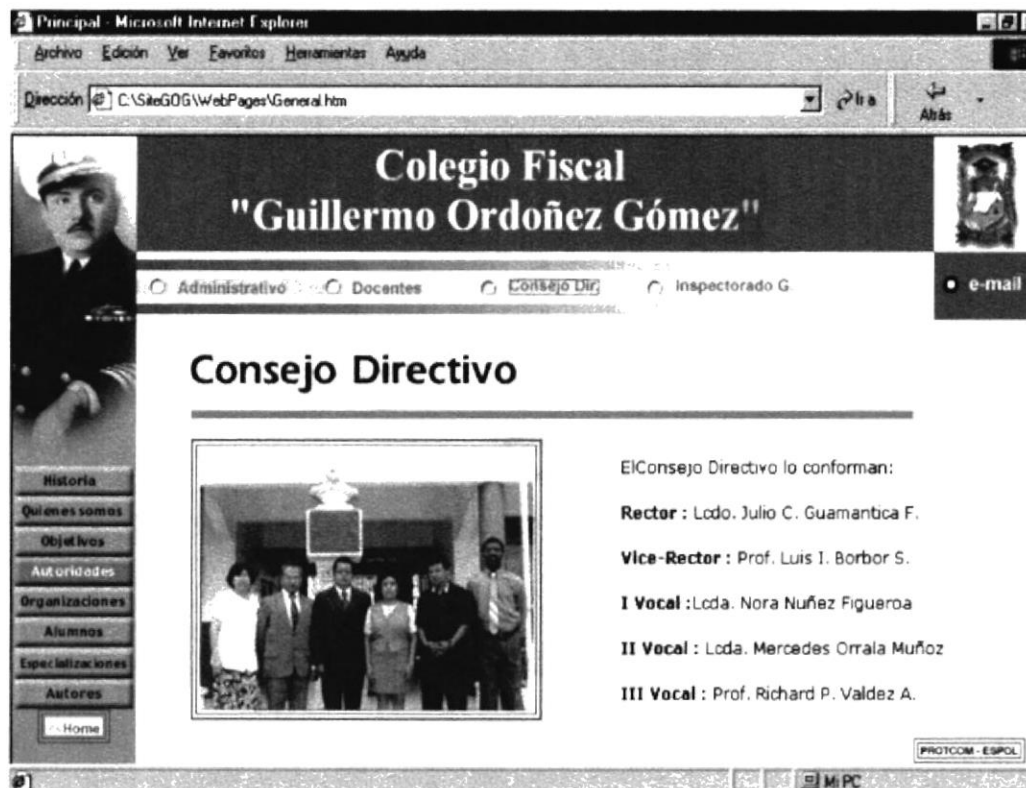 Principal - Microsoft Internet Explorer
Archivo Edición Ver Favoritos Herramientas Ayuda
Dirección C:\SiteGOG\WebPages\General.htm Ir a Atrás
Colegio Fiscal
"Guillermo Ordoñez Gómez"
Administrativo Docentes Consejo Dir. Inspectorado G. e-mail
Consejo Directivo
Historia
Quienes somos
Objetivos
Autoridades
Organizaciones
Alumnos
Especializaciones
Autores
Home
ElConsejo Directivo lo conforman:
Rector : Lcdo. Julio C. Guamantica F.
Vice-Rector : Prof. Luis I. Borbor S.
I Vocal :Lcda. Nora Nuñez Figueroa
II Vocal : Lcda. Mercedes Orrala Muñoz
III Vocal : Prof. Richard P. Valdez A.
PROTCOM - ESPOL
Mi PC